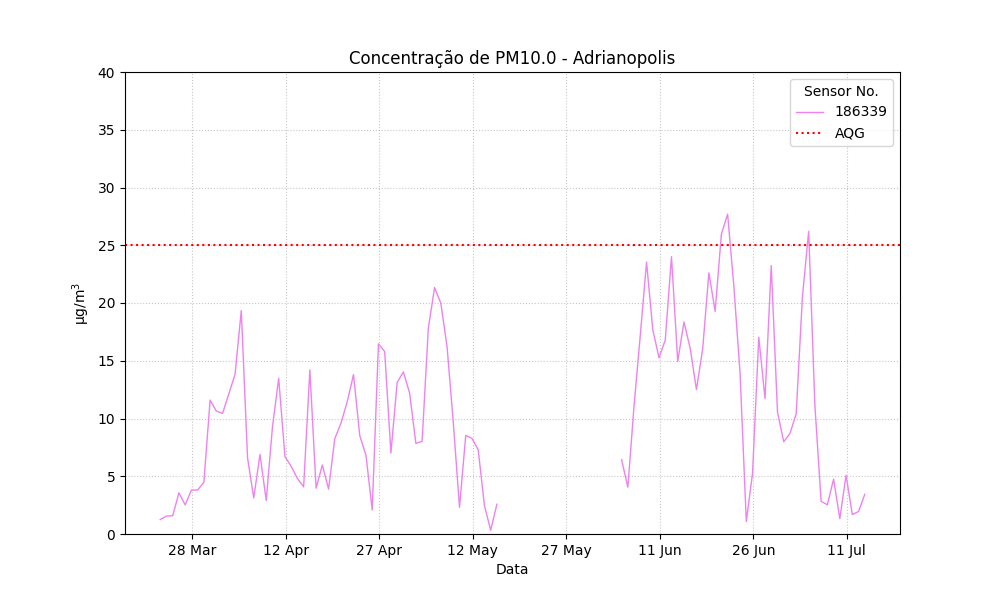 Concentração de PM10.0 - Adrianopolis
Sensor No.
186339
AQG
40
35
30
25
20
15
10
5
0
µg/m³
28 Mar
12 Apr
27 Apr
12 May
27 May
11 Jun
26 Jun
11 Jul
Data